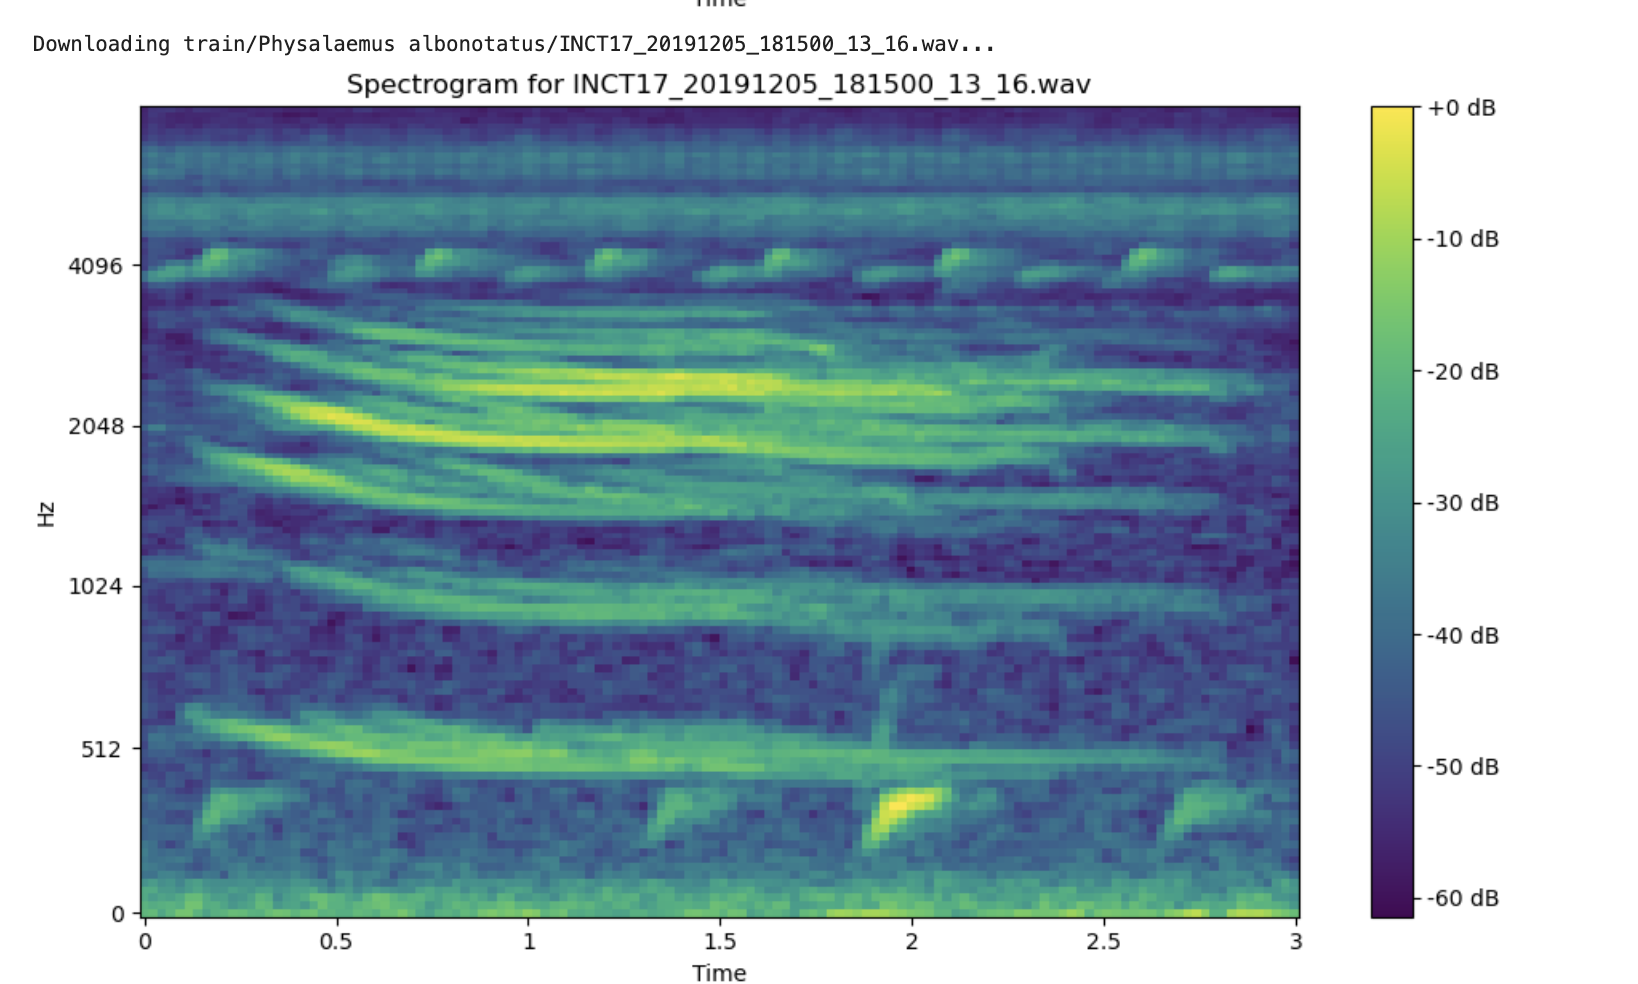 Time
Downloading train/Physalaemus albonotatus/INCT17_20191205_181500_13_16.wav...
Spectrogram for INCT17_20191205_181500_13_16.wav
+0 dB
-10 dB
-20 dB
-30 dB
-40 dB
-50 dB
-60 dB
4096
2048
1024
512
0
Hz
0 0.5 1 1.5 2 2.5 3
Time